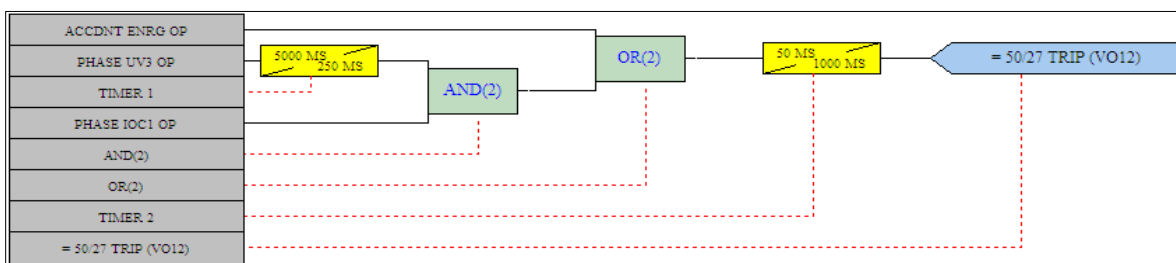 ACCDNT ENRG OP
PHASE UV3 OP
TIMER 1
PHASE IOC1 OP
AND(2)
OR(2)
TIMER 2
= 50/27 TRIP (VO12)
5000 MS
250 MS
AND(2)
OR(2)
50 MS
1000 MS
= 50/27 TRIP (VO12)